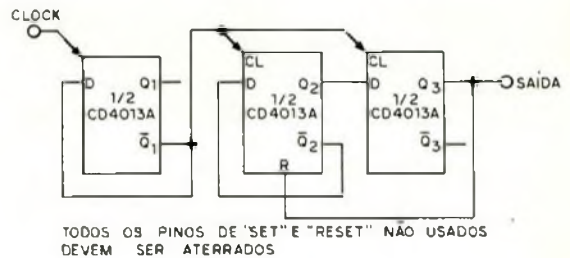 CLOCK
D
Q1
1/2
CD4013A
Q̅1
CL
D
Q2
1/2
CD4013A
Q̅2
R
CL
D
Q3
1/2
CD4013A
Q̅3
SAÍDA
TODOS OS PINOS DE "SET" E "RESET" NÃO USADOS
DEVEM SER ATERRADOS